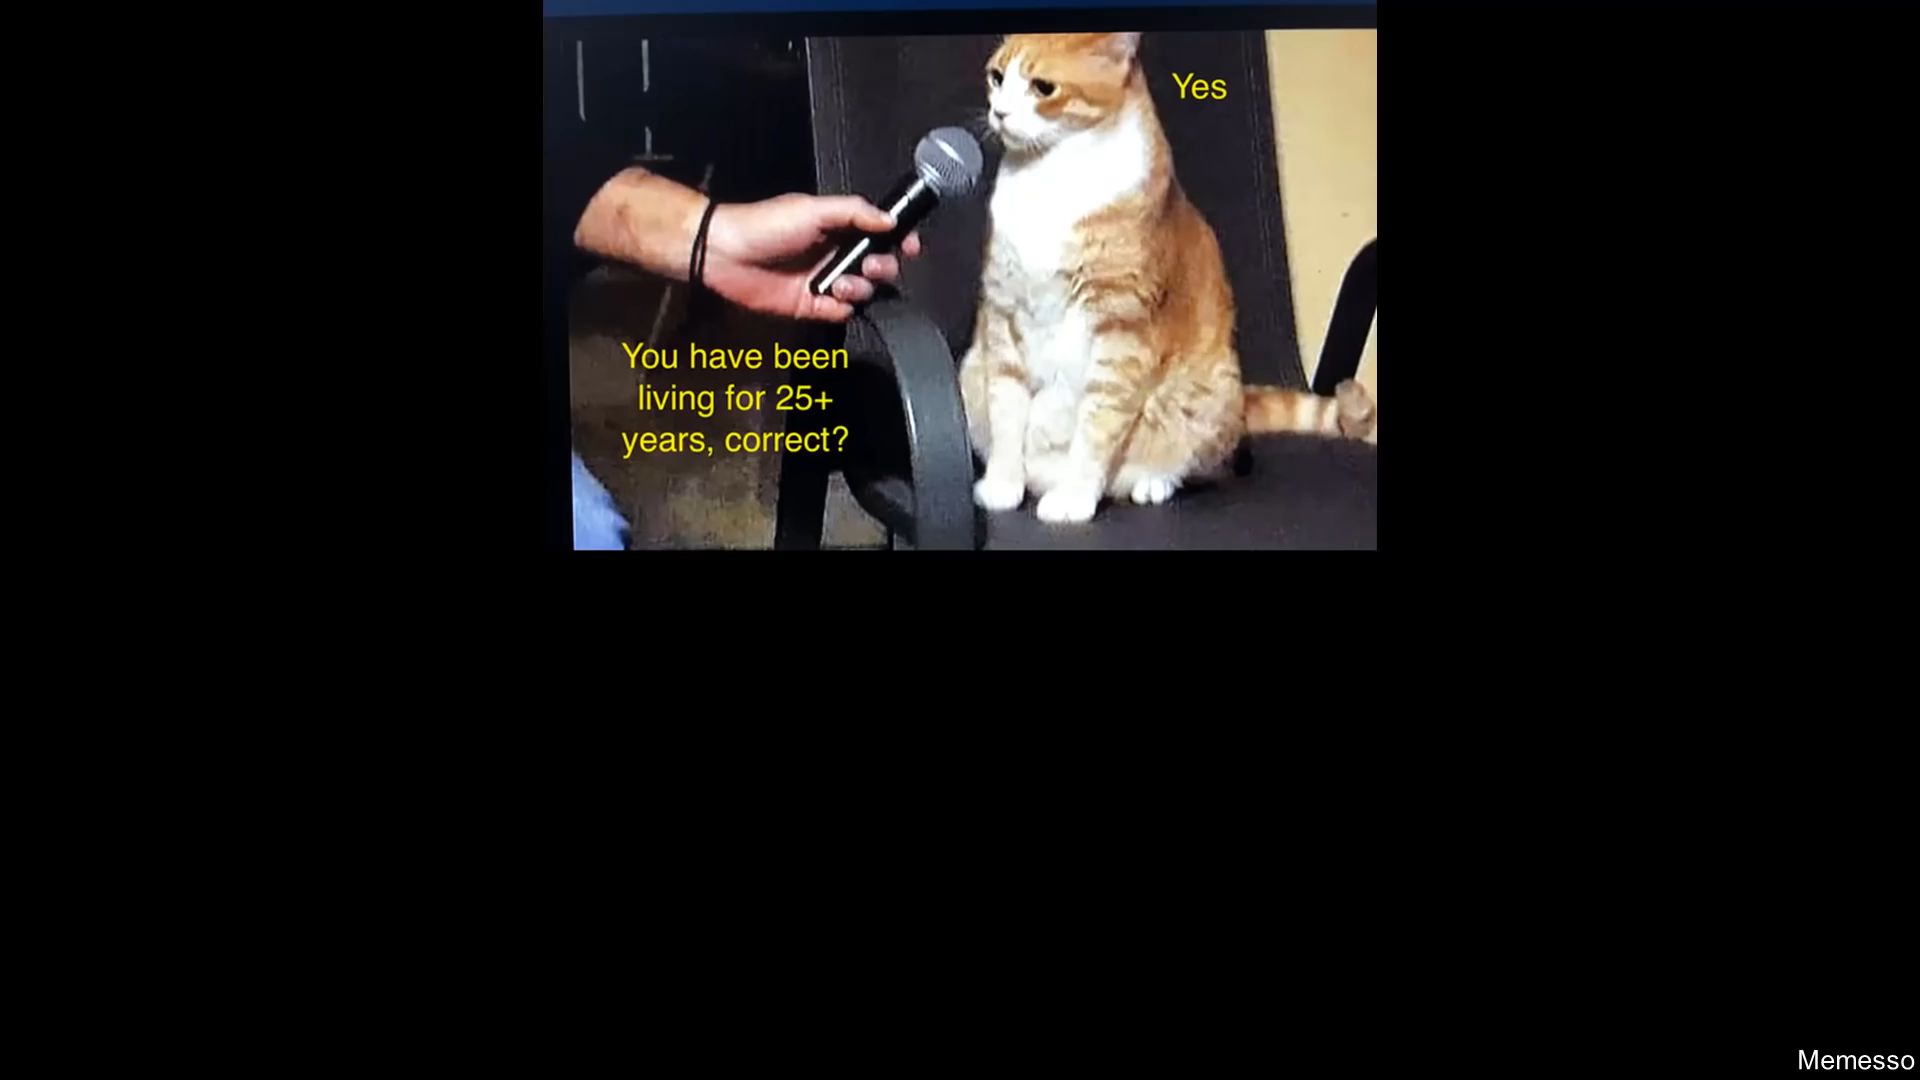 Yes
You have been
living for 25+
years, correct?
Memesso